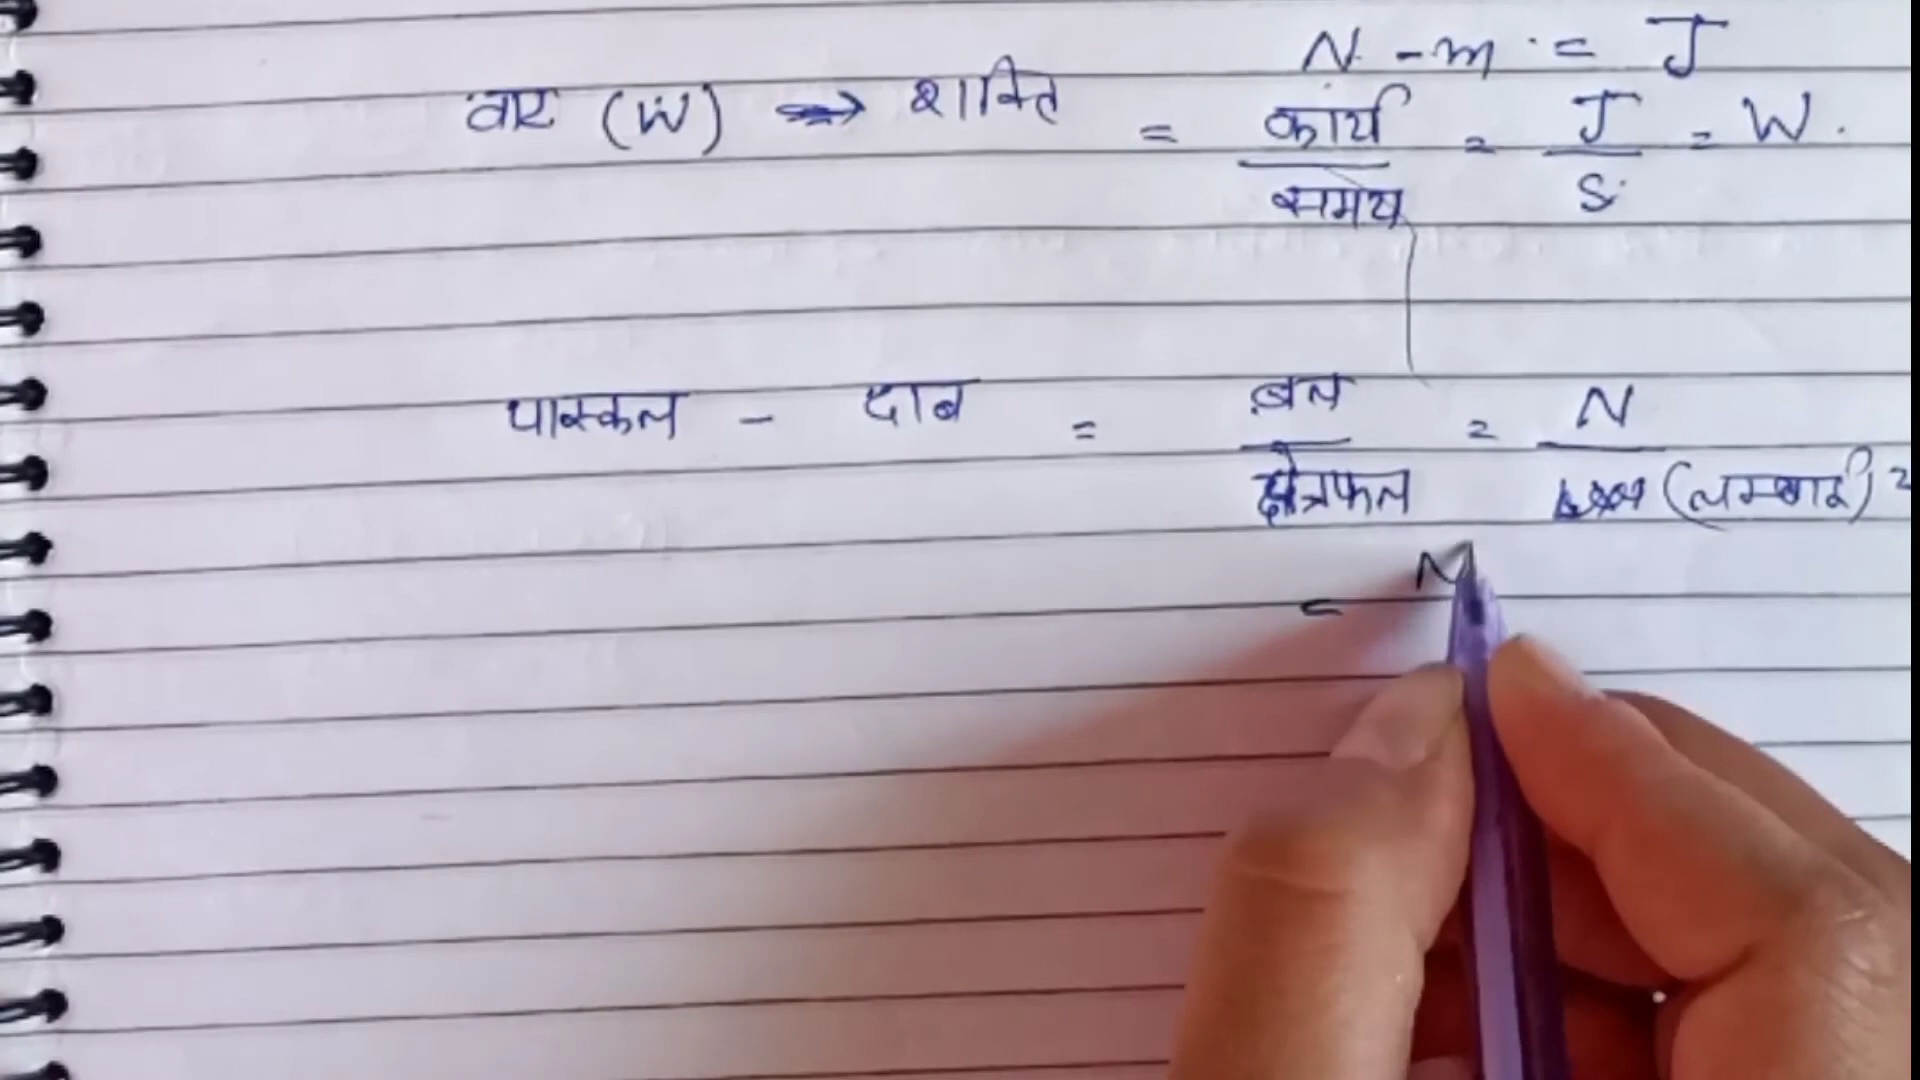 N - m = J
वाट (W) → शक्ति = कार्य / समय = J / s = W.
पास्कल - दाब = बल / क्षेत्रफल = N / (लम्बाई)²
= N